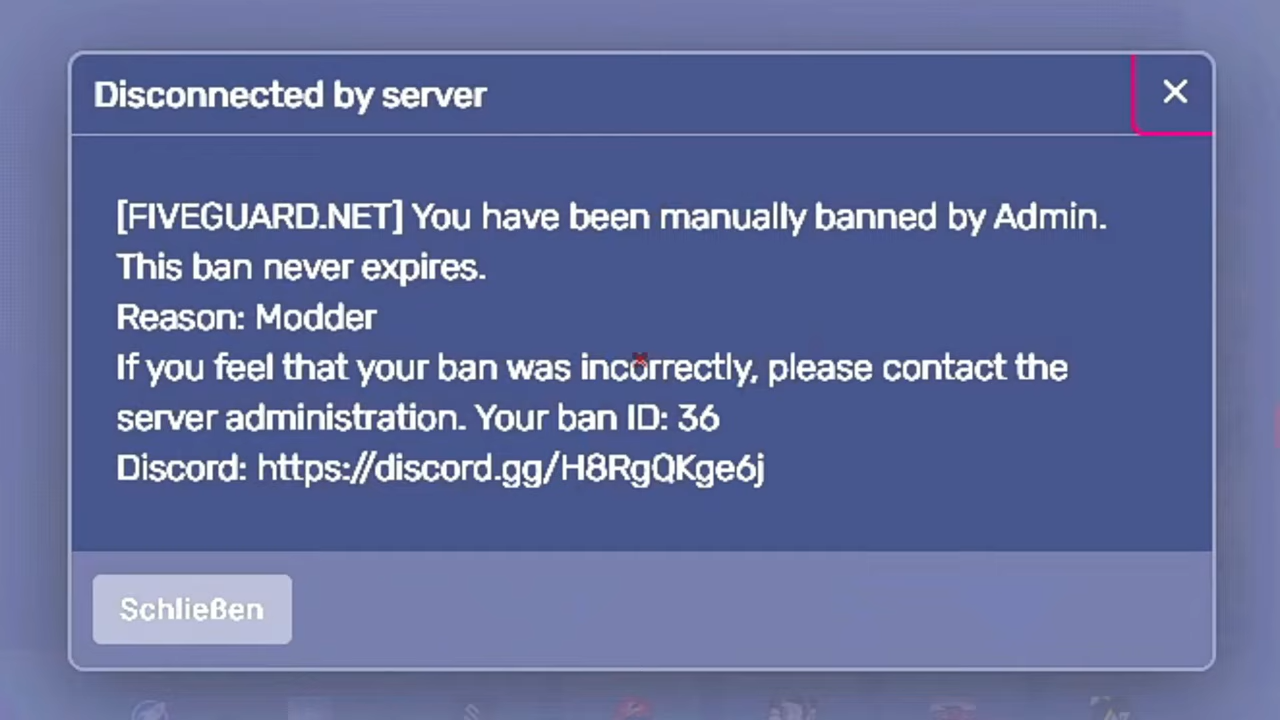 Disconnected by server
[FIVEGUARD.NET] You have been manually banned by Admin.
This ban never expires.
Reason: Modder
If you feel that your ban was incorrectly, please contact the
server administration. Your ban ID: 36
Discord: https://discord.gg/H8RgQKge6j
Schließen